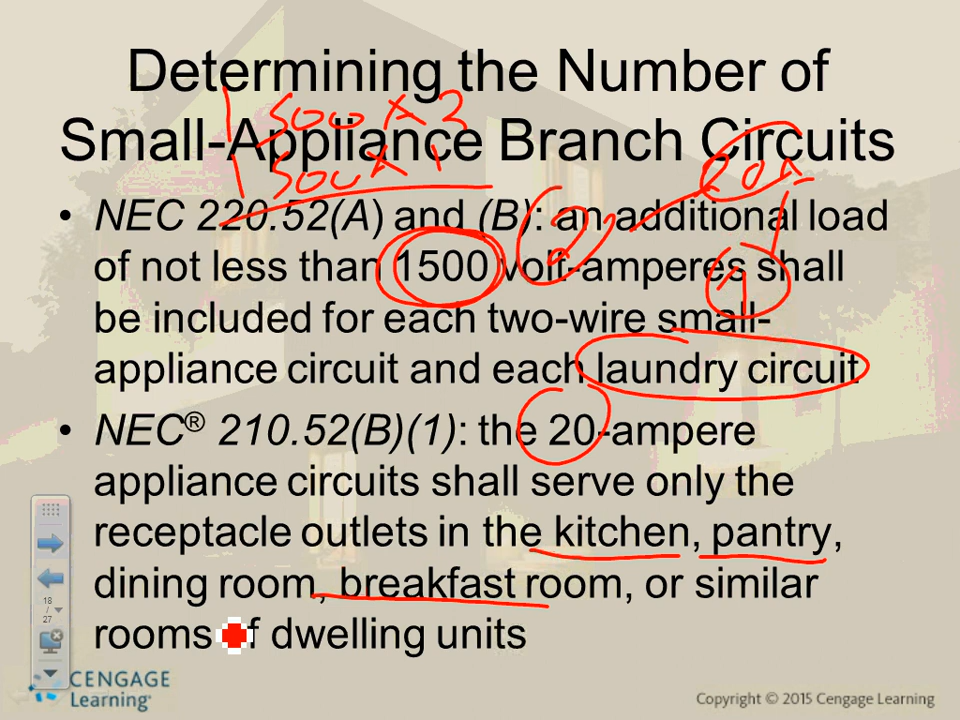 Determining the Number of
Small-Appliance Branch Circuits
1500 x 2
1500 x 1
20A
2
1
• NEC 220.52(A) and (B): an additional load
of not less than 1500 volt-amperes shall
be included for each two-wire small-
appliance circuit and each laundry circuit
• NEC® 210.52(B)(1): the 20-ampere
appliance circuits shall serve only the
receptacle outlets in the kitchen, pantry,
dining room, breakfast room, or similar
rooms of dwelling units
18
/
27
CENGAGE
Learning®
Copyright © 2015 Cengage Learning